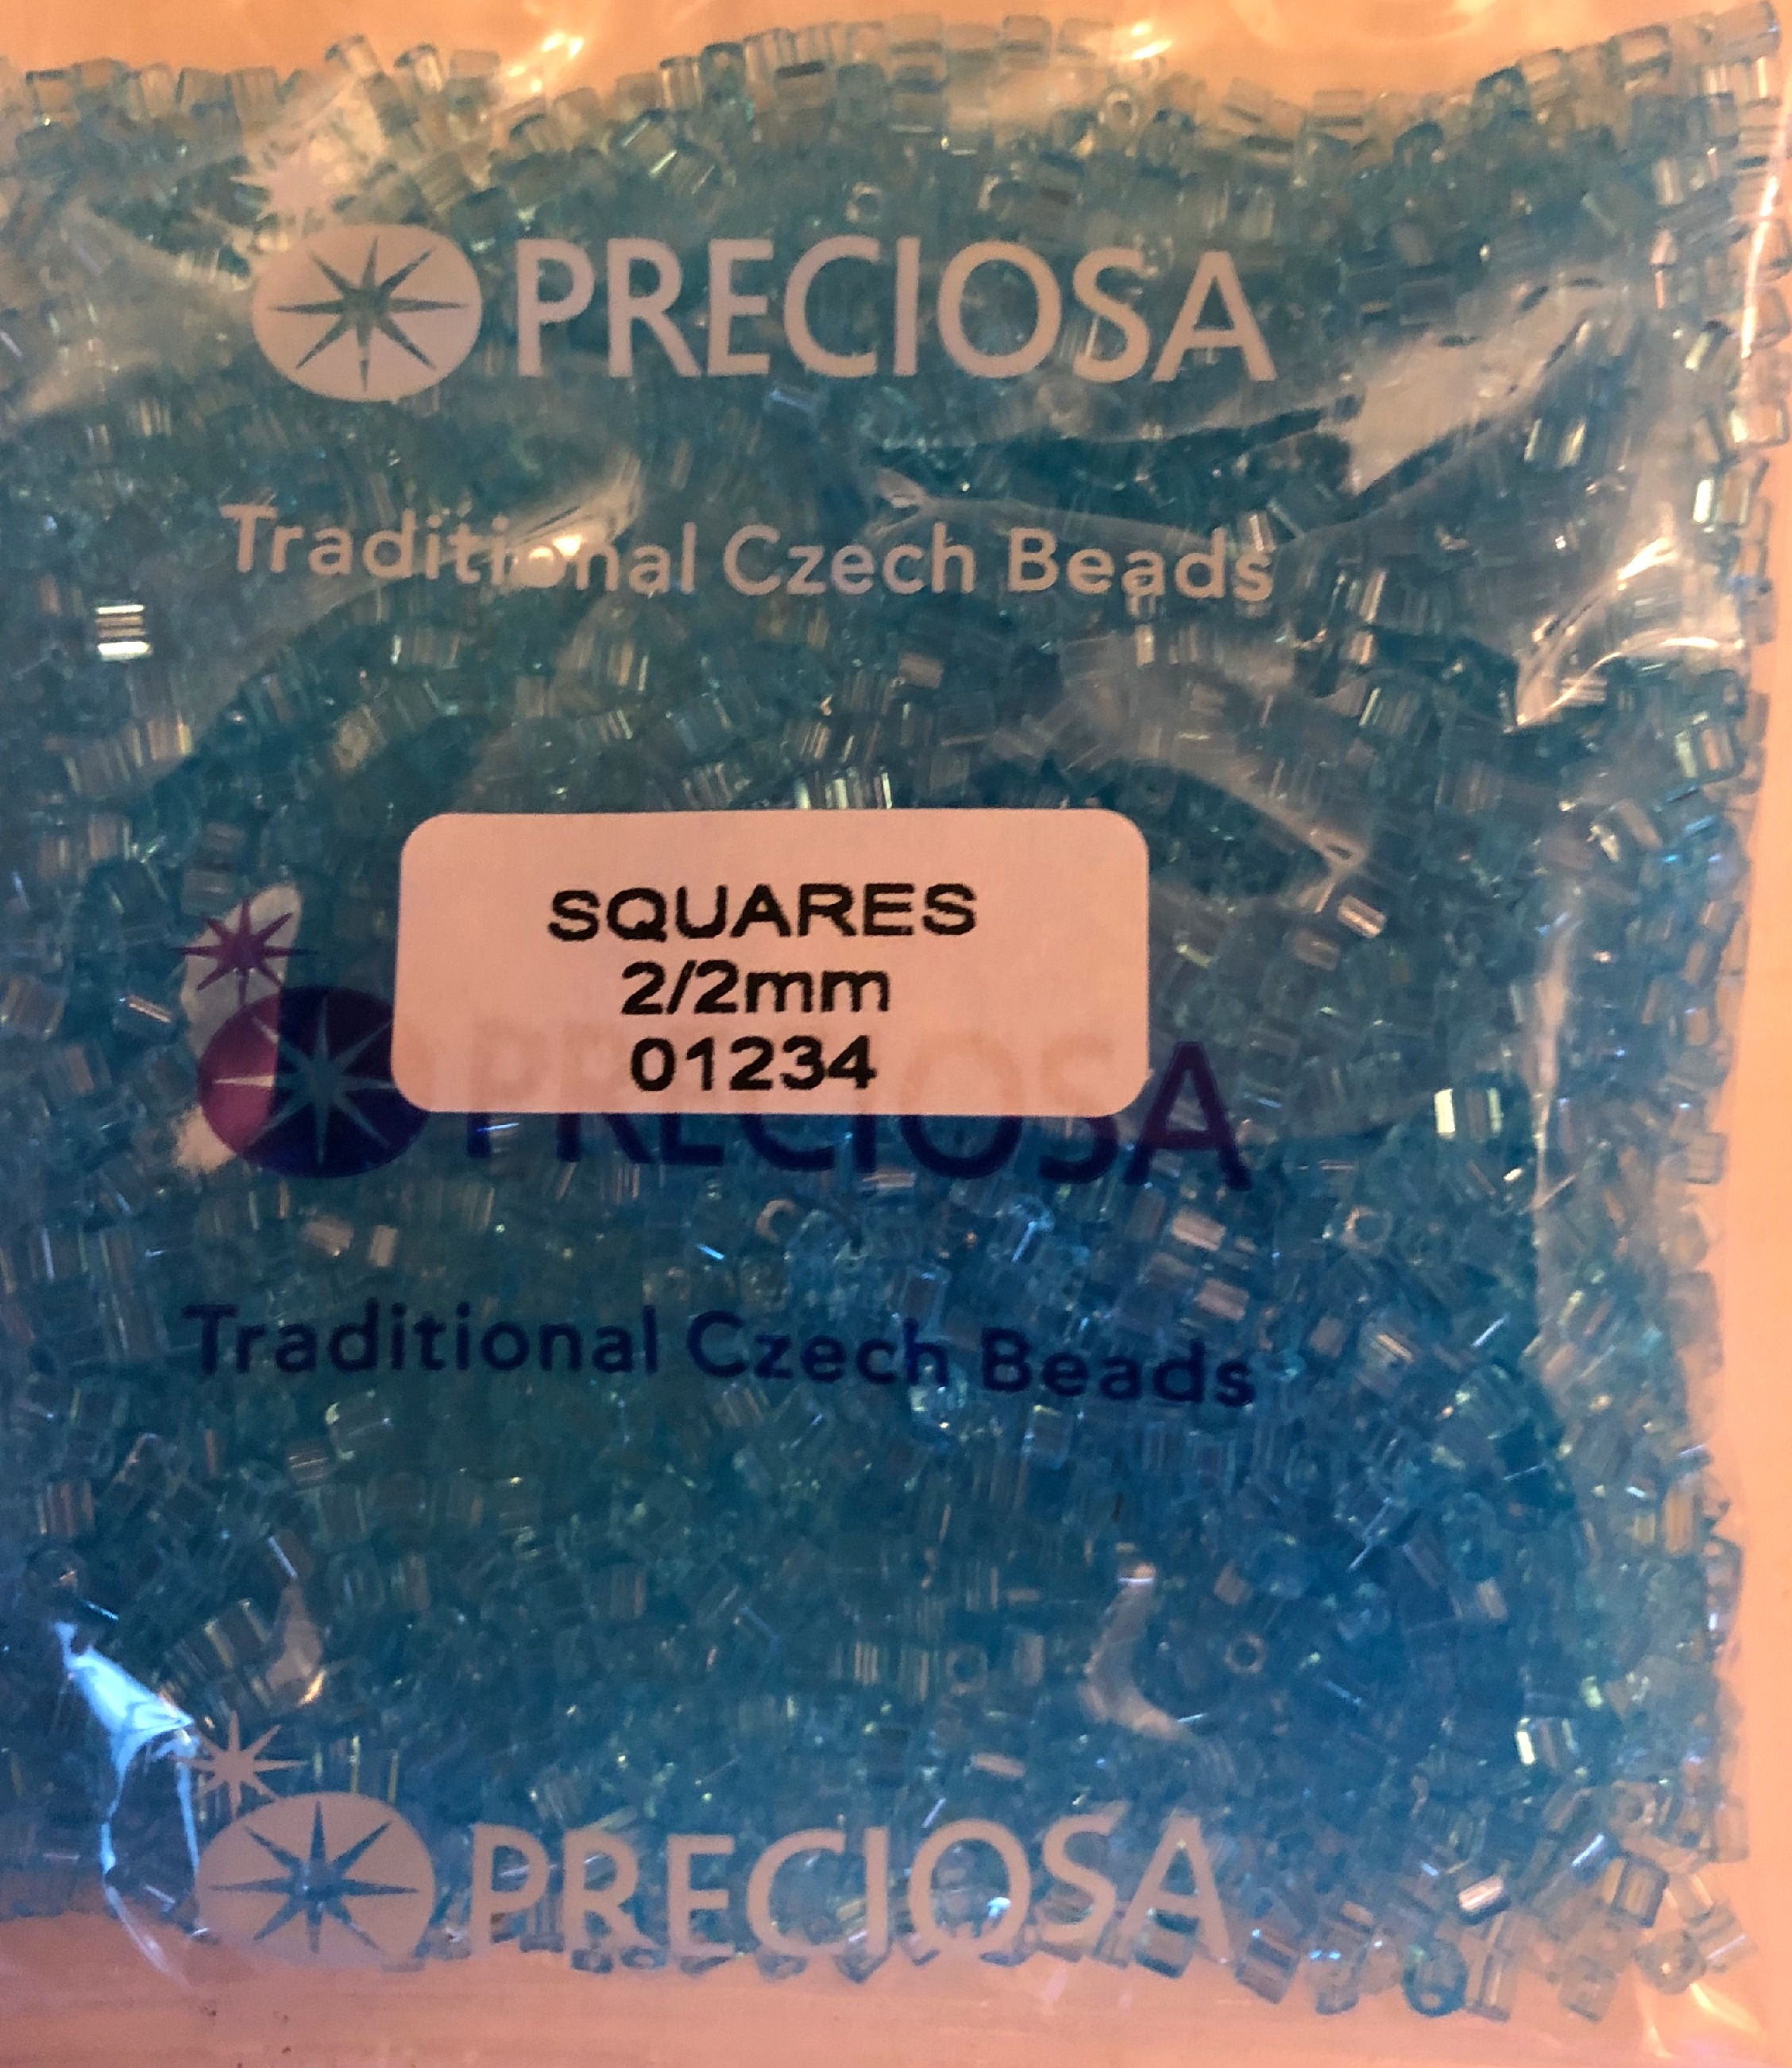 PRECIOSA
Traditional Czech Beads
SQUARES
2/2mm
01234
PRECIOSA
Traditional Czech Beads
PRECIOSA